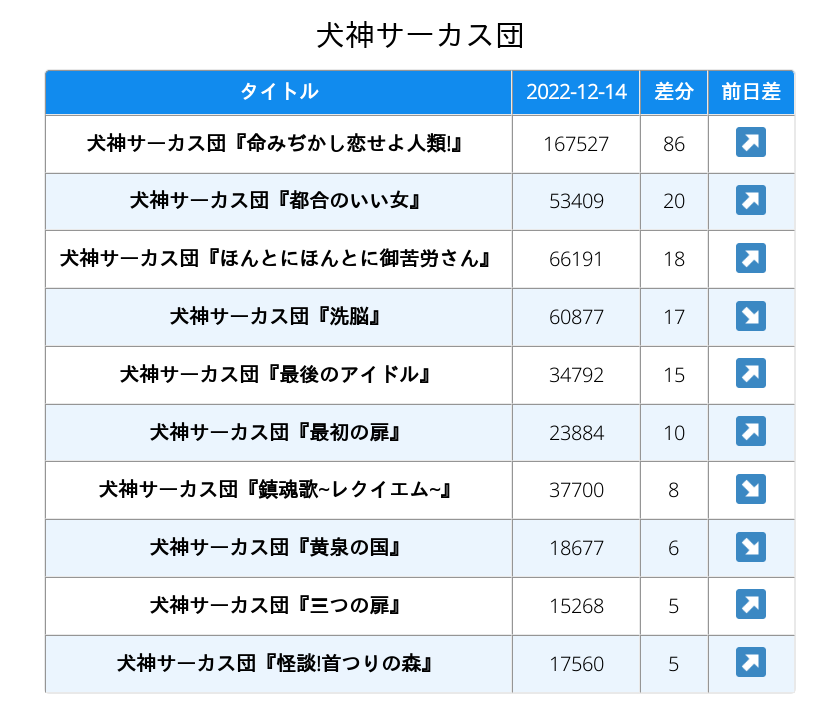 犬神サーカス団
タイトル 2022-12-14 差分 前日差
犬神サーカス団『命みぢかし恋せよ人類!』 167527 86 ↗
犬神サーカス団『都合のいい女』 53409 20 ↗
犬神サーカス団『ほんとにほんとに御苦労さん』 66191 18 ↗
犬神サーカス団『洗脳』 60877 17 ↘
犬神サーカス団『最後のアイドル』 34792 15 ↗
犬神サーカス団『最初の扉』 23884 10 ↗
犬神サーカス団『鎮魂歌~レクイエム~』 37700 8 ↘
犬神サーカス団『黄泉の国』 18677 6 ↘
犬神サーカス団『三つの扉』 15268 5 ↗
犬神サーカス団『怪談!首つりの森』 17560 5 ↗